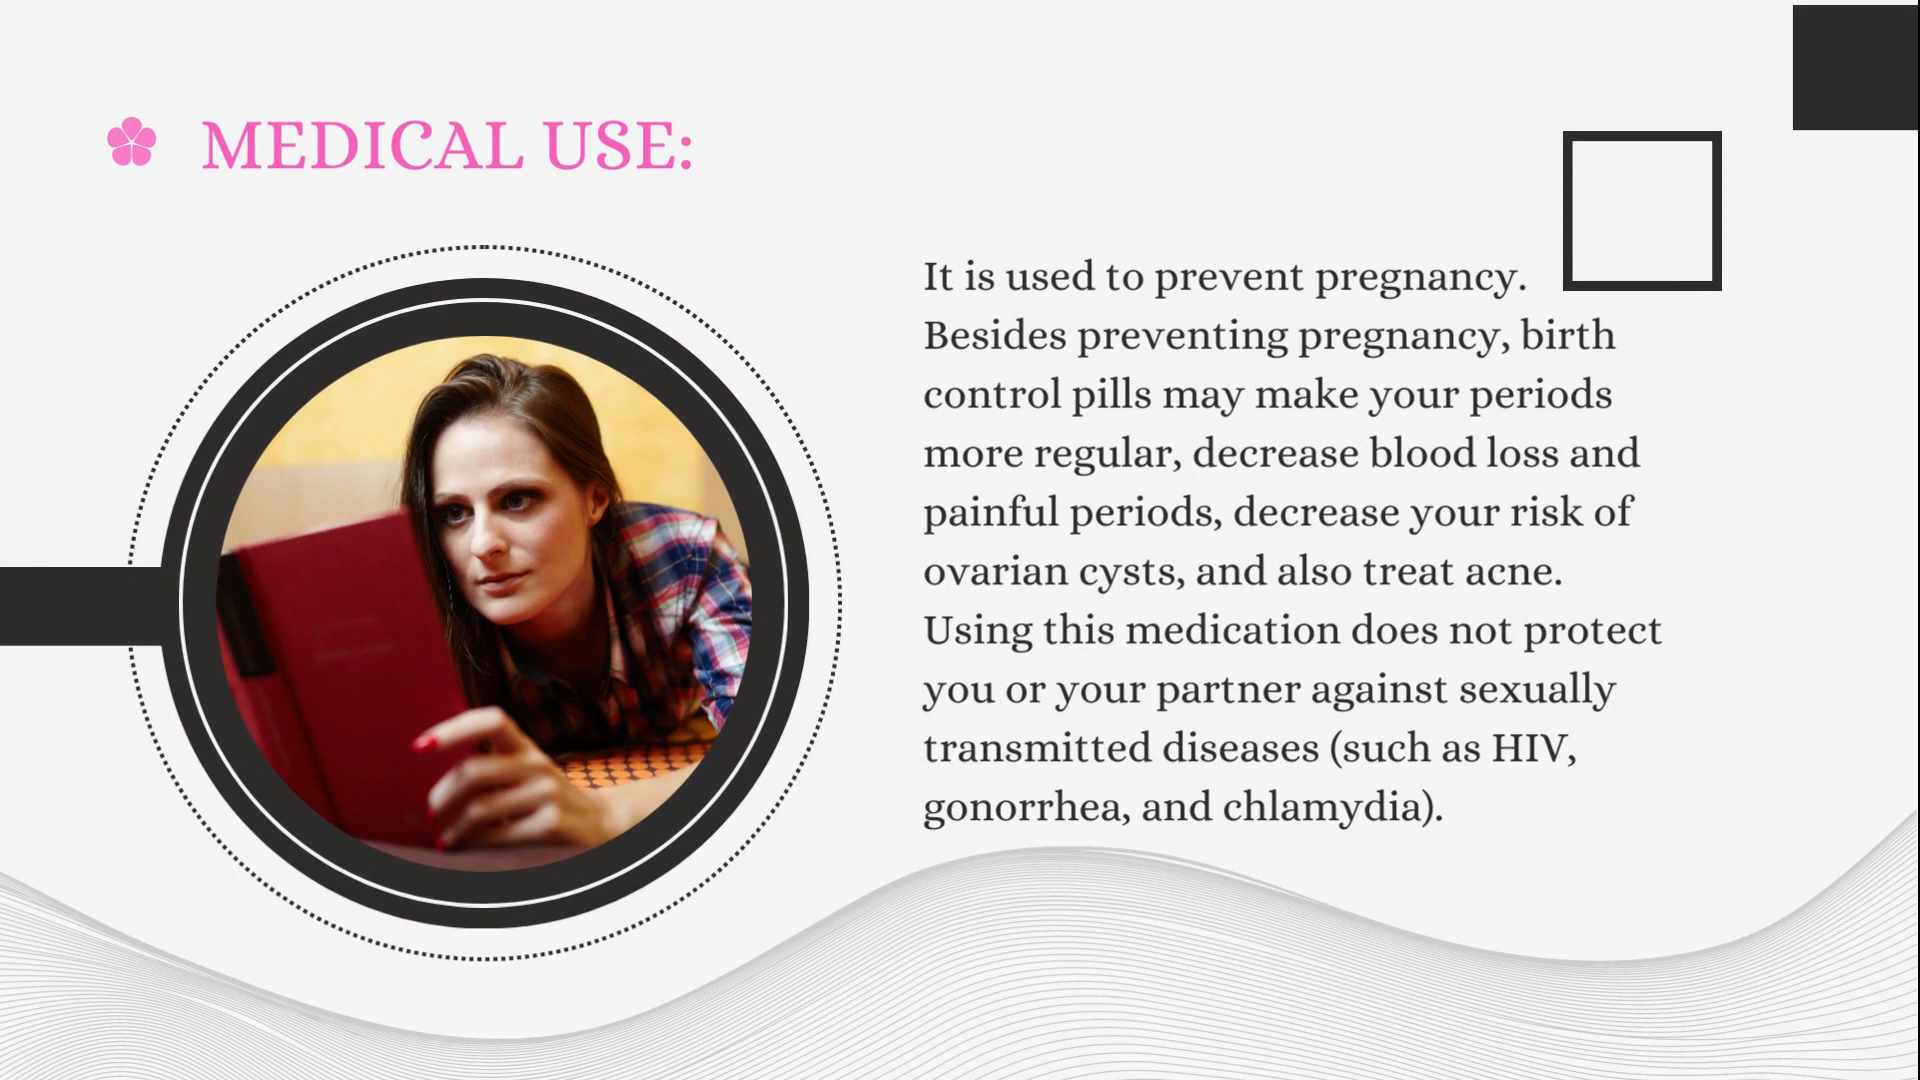 MEDICAL USE:
It is used to prevent pregnancy.
Besides preventing pregnancy, birth
control pills may make your periods
more regular, decrease blood loss and
painful periods, decrease your risk of
ovarian cysts, and also treat acne.
Using this medication does not protect
you or your partner against sexually
transmitted diseases (such as HIV,
gonorrhea, and chlamydia).